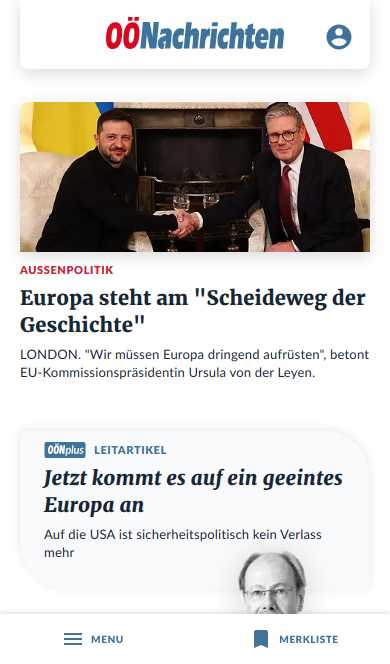 OÖNachrichten
AUSSENPOLITIK
Europa steht am "Scheideweg der
Geschichte"
LONDON. "Wir müssen Europa dringend aufrüsten", betont
EU-Kommissionspräsidentin Ursula von der Leyen.
OÖNplus LEITARTIKEL
Jetzt kommt es auf ein geeintes
Europa an
Auf die USA ist sicherheitspolitisch kein Verlass
mehr
MENU MERKLISTE